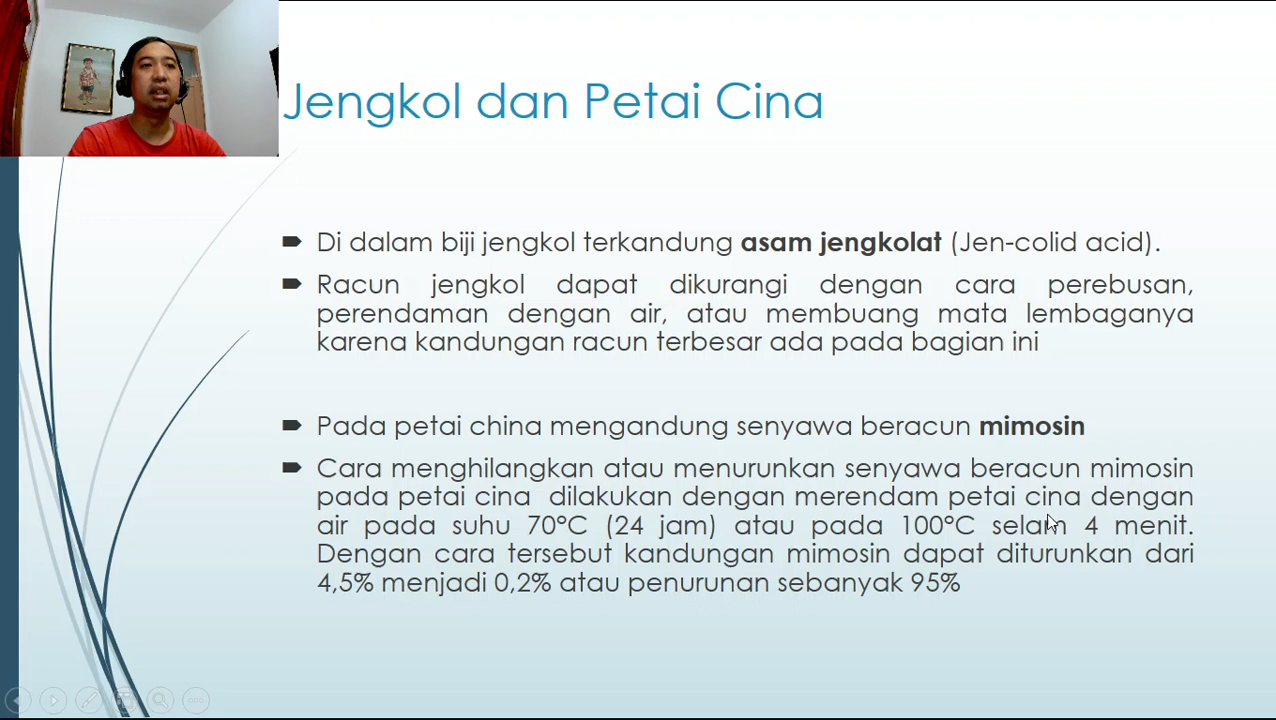 Jengkol dan Petai Cina
Di dalam biji jengkol terkandung asam jengkolat (Jen-colid acid).
Racun jengkol dapat dikurangi dengan cara perebusan,
perendaman dengan air, atau membuang mata lembaganya
karena kandungan racun terbesar ada pada bagian ini
Pada petai china mengandung senyawa beracun mimosin
Cara menghilangkan atau menurunkan senyawa beracun mimosin
pada petai cina dilakukan dengan merendam petai cina dengan
air pada suhu 70°C (24 jam) atau pada 100°C selam 4 menit.
Dengan cara tersebut kandungan mimosin dapat diturunkan dari
4,5% menjadi 0,2% atau penurunan sebanyak 95%